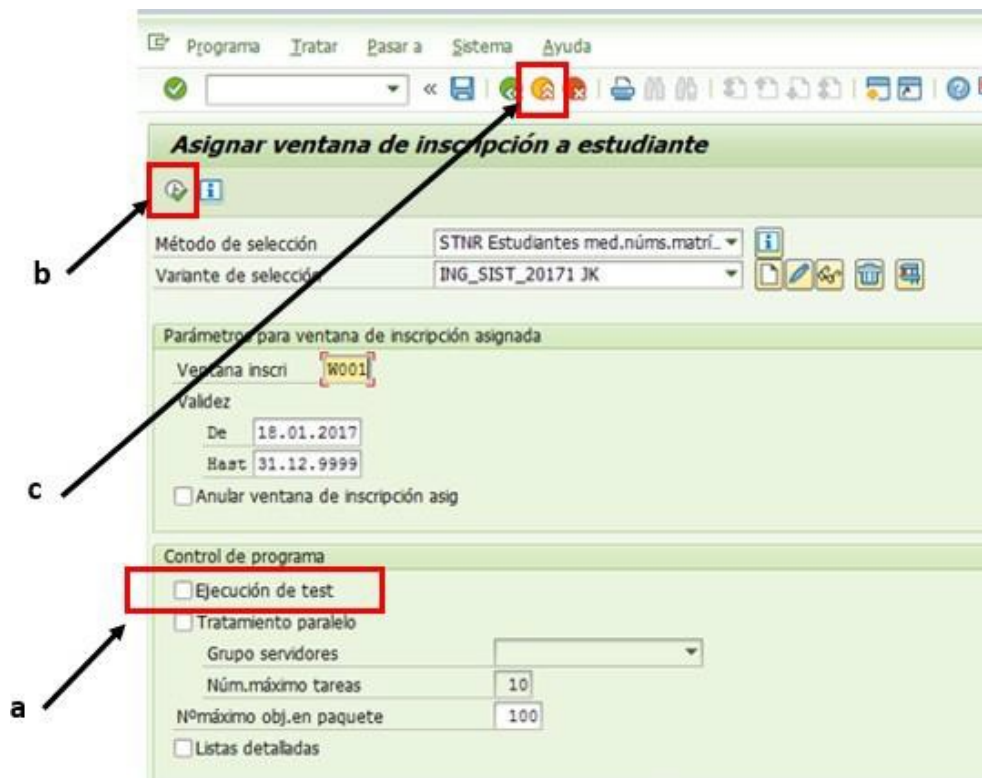 Programa Tratar Pasar a Sistema Ayuda
Asignar ventana de inscripción a estudiante
b
Método de selección STNR Estudiantes med.núms.matrí..
Variante de selección ING_SIST_20171 JK
Parámetros para ventana de inscripción asignada
Ventana inscri W001
Validez
De 18.01.2017
Hast 31.12.9999
c
Anular ventana de inscripción asig
Control de programa
Ejecución de test
Tratamiento paralelo
Grupo servidores
Núm.máximo tareas 10
a
Nºmáximo obj.en paquete 100
Listas detalladas